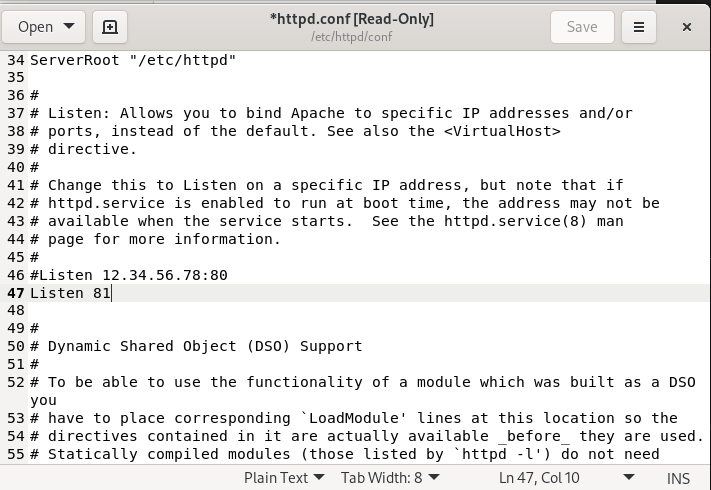 Open
*httpd.conf [Read-Only]
/etc/httpd/conf
Save
34 ServerRoot "/etc/httpd"
35
36 #
37 # Listen: Allows you to bind Apache to specific IP addresses and/or
38 # ports, instead of the default. See also the <VirtualHost>
39 # directive.
40 #
41 # Change this to Listen on a specific IP address, but note that if
42 # httpd.service is enabled to run at boot time, the address may not be
43 # available when the service starts.  See the httpd.service(8) man
44 # page for more information.
45 #
46 #Listen 12.34.56.78:80
47 Listen 81
48
49 #
50 # Dynamic Shared Object (DSO) Support
51 #
52 # To be able to use the functionality of a module which was built as a DSO
you
53 # have to place corresponding `LoadModule' lines at this location so the
54 # directives contained in it are actually available _before_ they are used.
55 # Statically compiled modules (those listed by `httpd -l') do not need
Plain Text
Tab Width: 8
Ln 47, Col 10
INS